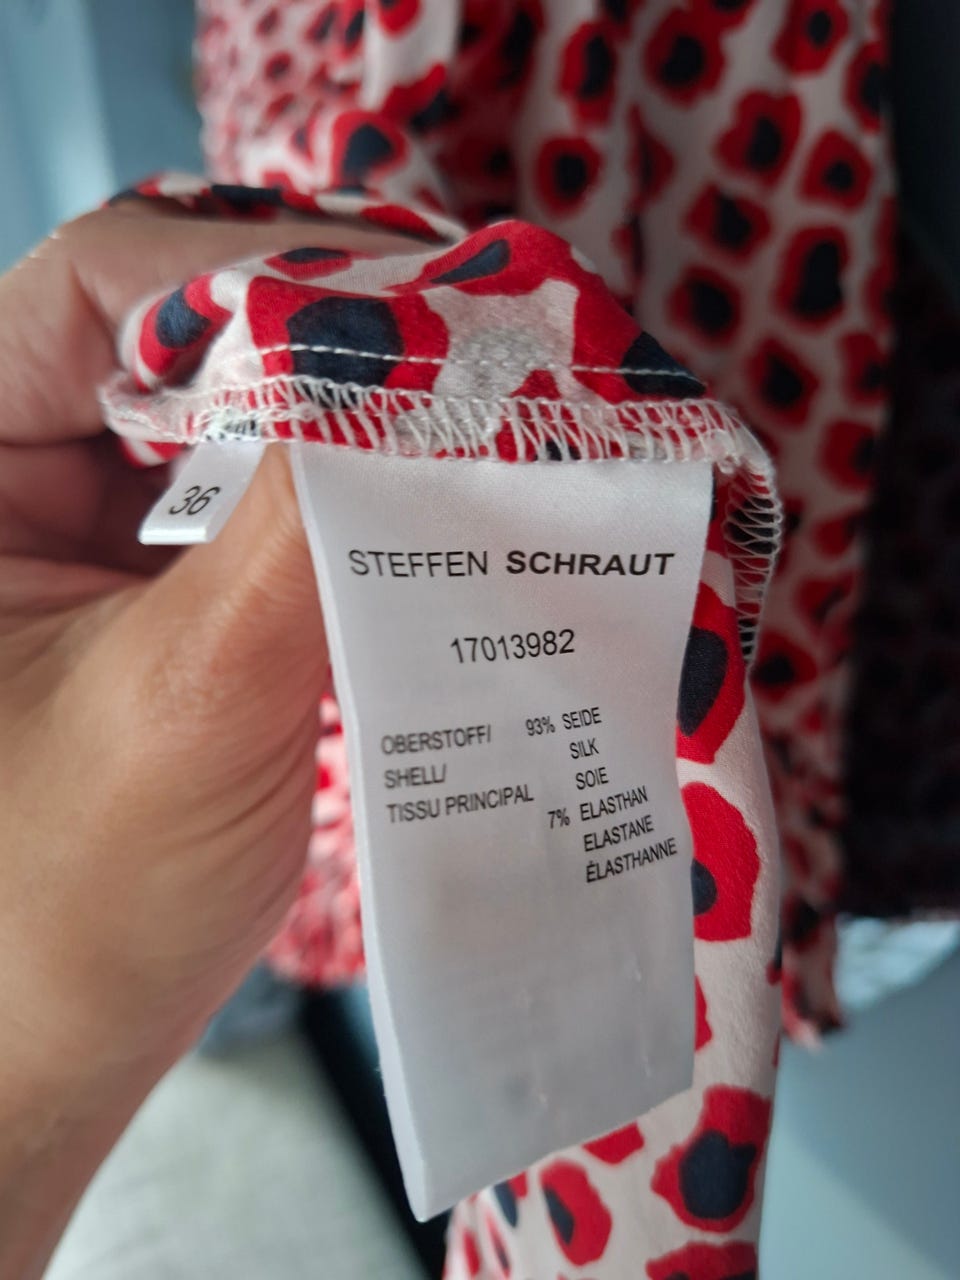 36
STEFFEN SCHRAUT
17013982
OBERSTOFF/ 93% SEIDE
SHELL/ SILK
TISSU PRINCIPAL SOIE
7% ELASTHAN
ELASTANE
ÉLASTHANNE